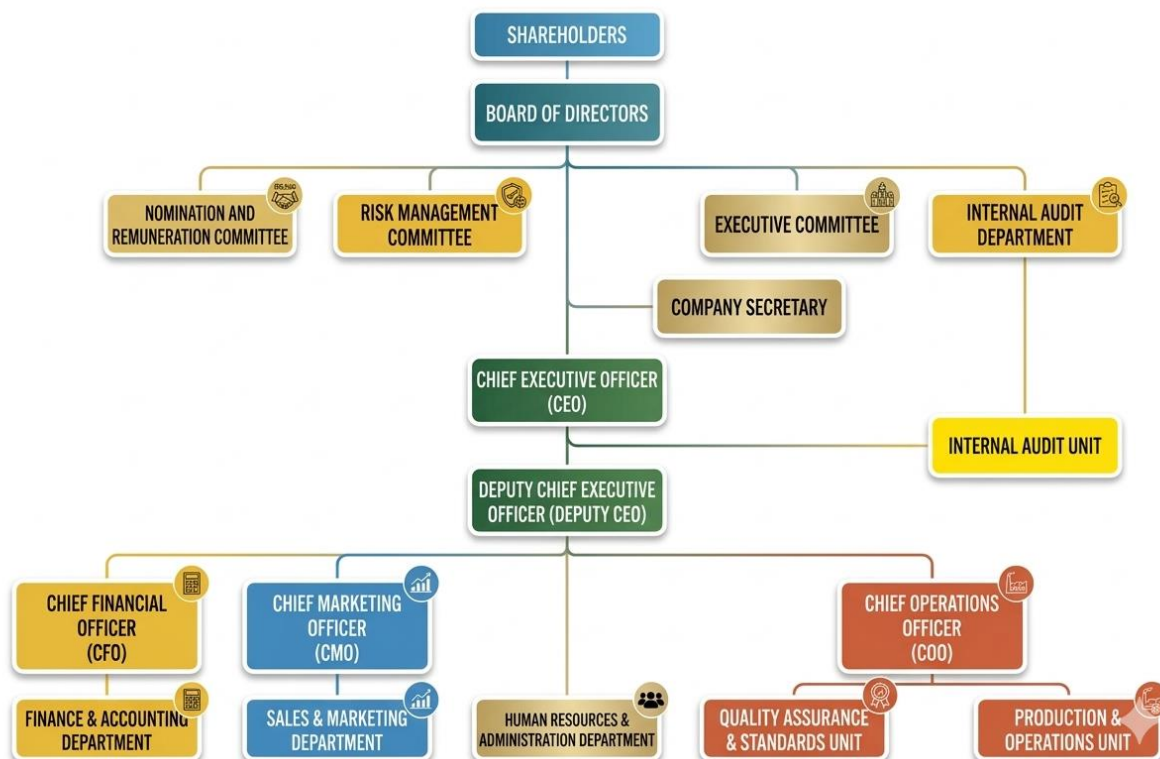 SHAREHOLDERS
BOARD OF DIRECTORS
NOMINATION AND
REMUNERATION COMMITTEE
RISK MANAGEMENT
COMMITTEE
EXECUTIVE COMMITTEE
INTERNAL AUDIT
DEPARTMENT
COMPANY SECRETARY
CHIEF EXECUTIVE OFFICER
(CEO)
INTERNAL AUDIT UNIT
DEPUTY CHIEF EXECUTIVE
OFFICER (DEPUTY CEO)
CHIEF FINANCIAL
OFFICER
(CFO)
CHIEF MARKETING
OFFICER
(CMO)
CHIEF OPERATIONS
OFFICER
(COO)
FINANCE & ACCOUNTING
DEPARTMENT
SALES & MARKETING
DEPARTMENT
HUMAN RESOURCES &
ADMINISTRATION DEPARTMENT
QUALITY ASSURANCE
& STANDARDS UNIT
PRODUCTION &
OPERATIONS UNIT